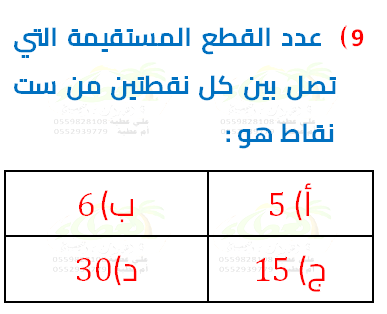 9) عدد القطع المستقيمة التي
تصل بين كل نقطتين من ست
نقاط هو :
أ) 5
ب) 6
ج) 15
د) 30